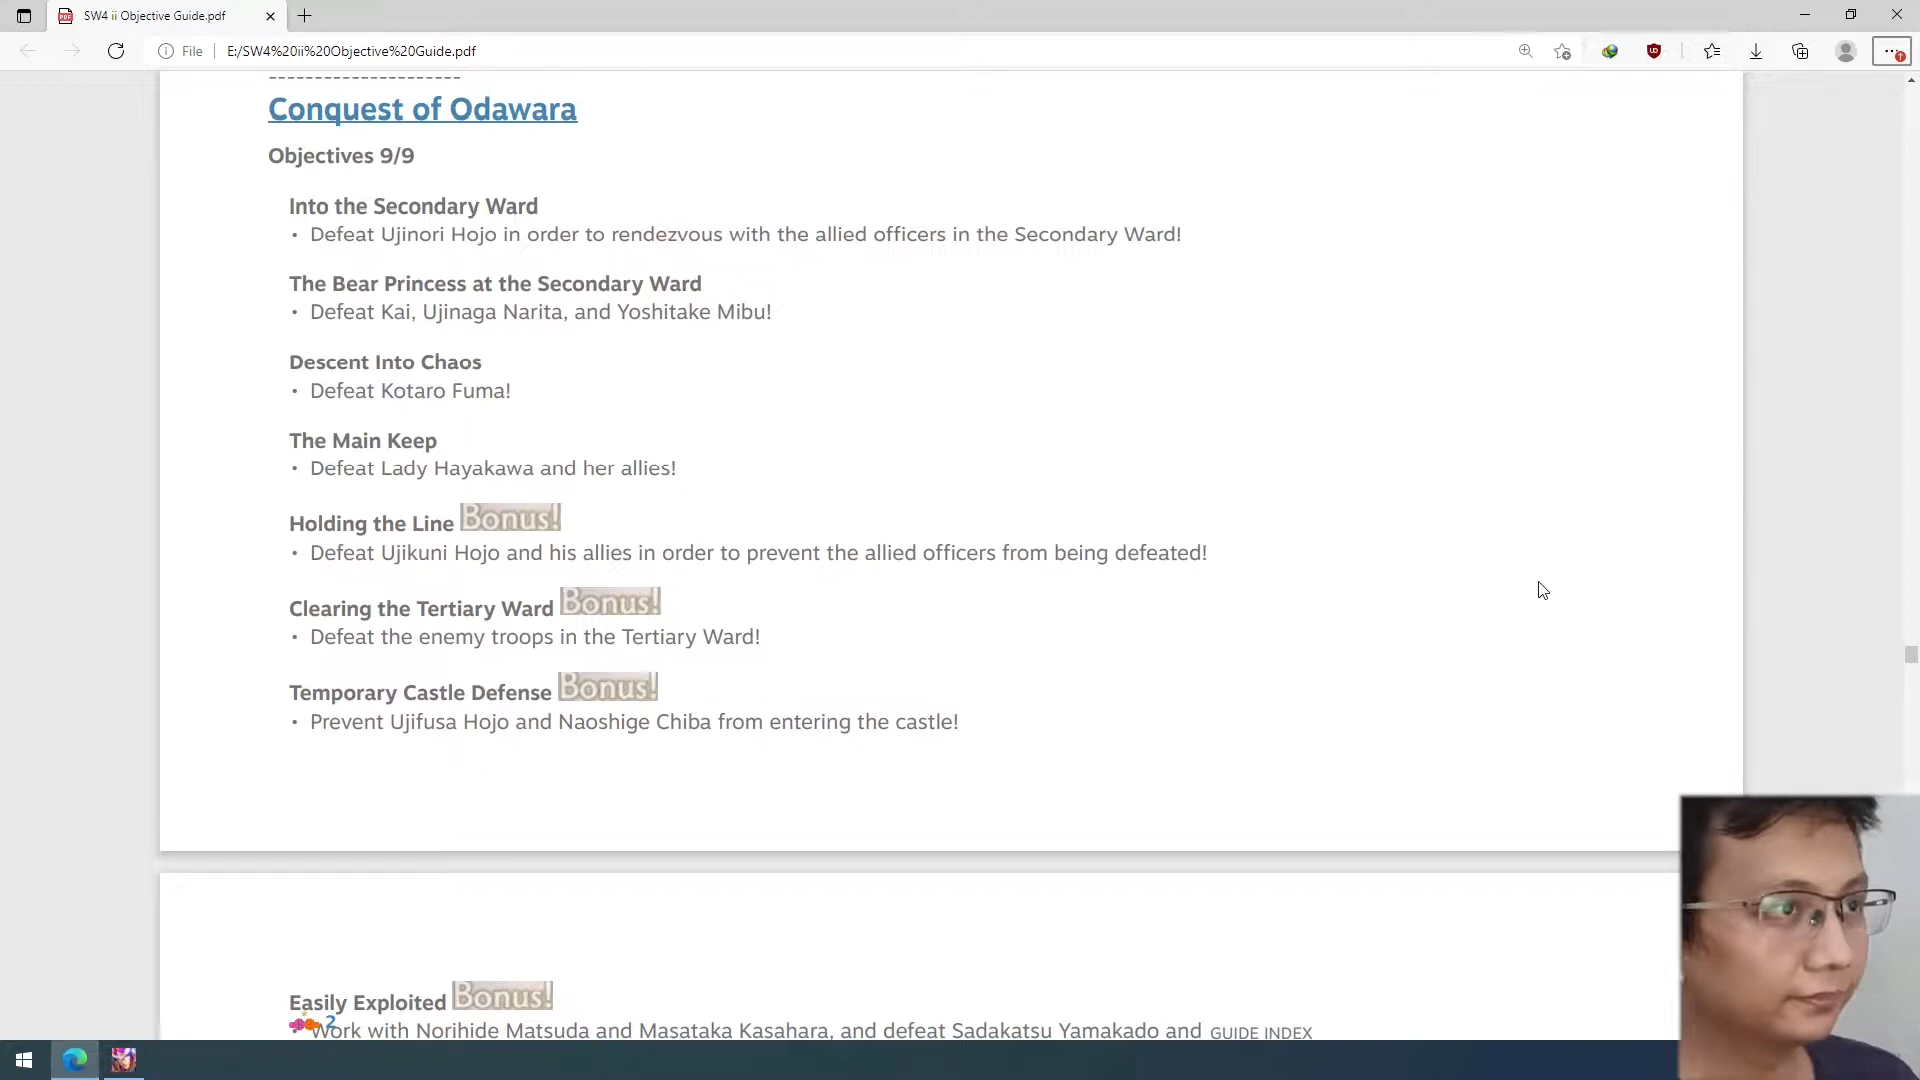 SW4 ii Objective Guide.pdf
File
E:/SW4%20ii%20Objective%20Guide.pdf
Conquest of Odawara
Objectives 9/9
Into the Secondary Ward
• Defeat Ujinori Hojo in order to rendezvous with the allied officers in the Secondary Ward!
The Bear Princess at the Secondary Ward
• Defeat Kai, Ujinaga Narita, and Yoshitake Mibu!
Descent Into Chaos
• Defeat Kotaro Fuma!
The Main Keep
• Defeat Lady Hayakawa and her allies!
Holding the Line Bonus!
• Defeat Ujikuni Hojo and his allies in order to prevent the allied officers from being defeated!
Clearing the Tertiary Ward Bonus!
• Defeat the enemy troops in the Tertiary Ward!
Temporary Castle Defense Bonus!
• Prevent Ujifusa Hojo and Naoshige Chiba from entering the castle!
Easily Exploited Bonus!
2
Work with Norihide Matsuda and Masataka Kasahara, and defeat Sadakatsu Yamakado and GUIDE INDEX